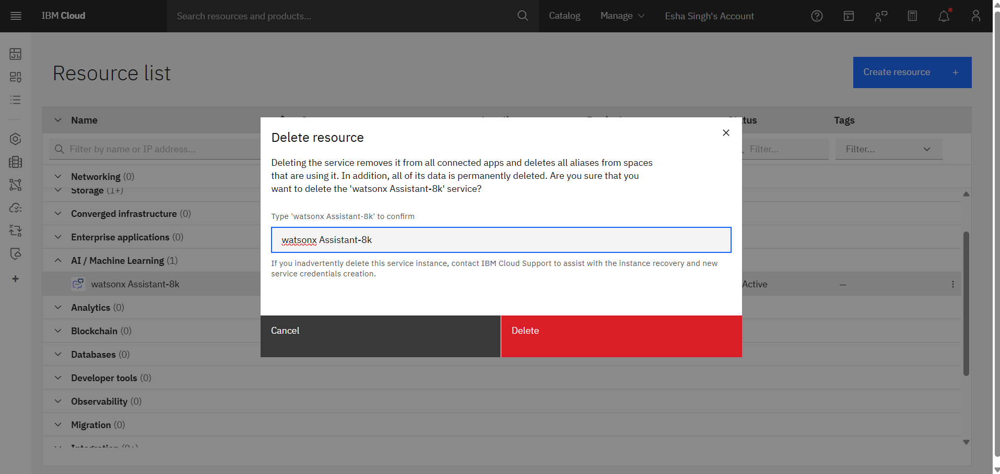 IBM Cloud
Search resources and products...
Catalog
Manage
Esha Singh's Account
Resource list
Create resource +
Name
Tags
Filter by name or IP address...
Filter...
Filter...
Networking (0)
Storage (1+)
Converged infrastructure (0)
Enterprise applications (0)
AI / Machine Learning (1)
watsonx Assistant-8k
Active
—
Analytics (0)
Blockchain (0)
Databases (0)
Developer tools (0)
Observability (0)
Migration (0)
Integration (0+)
Delete resource
Deleting the service removes it from all connected apps and deletes all aliases from spaces
that are using it. In addition, all of its data is permanently deleted. Are you sure that you
want to delete the 'watsonx Assistant-8k' service?
Type 'watsonx Assistant-8k' to confirm
watsonx Assistant-8k
If you inadvertently delete this service instance, contact IBM Cloud Support to assist with the instance recovery and new
service credentials creation.
Cancel
Delete